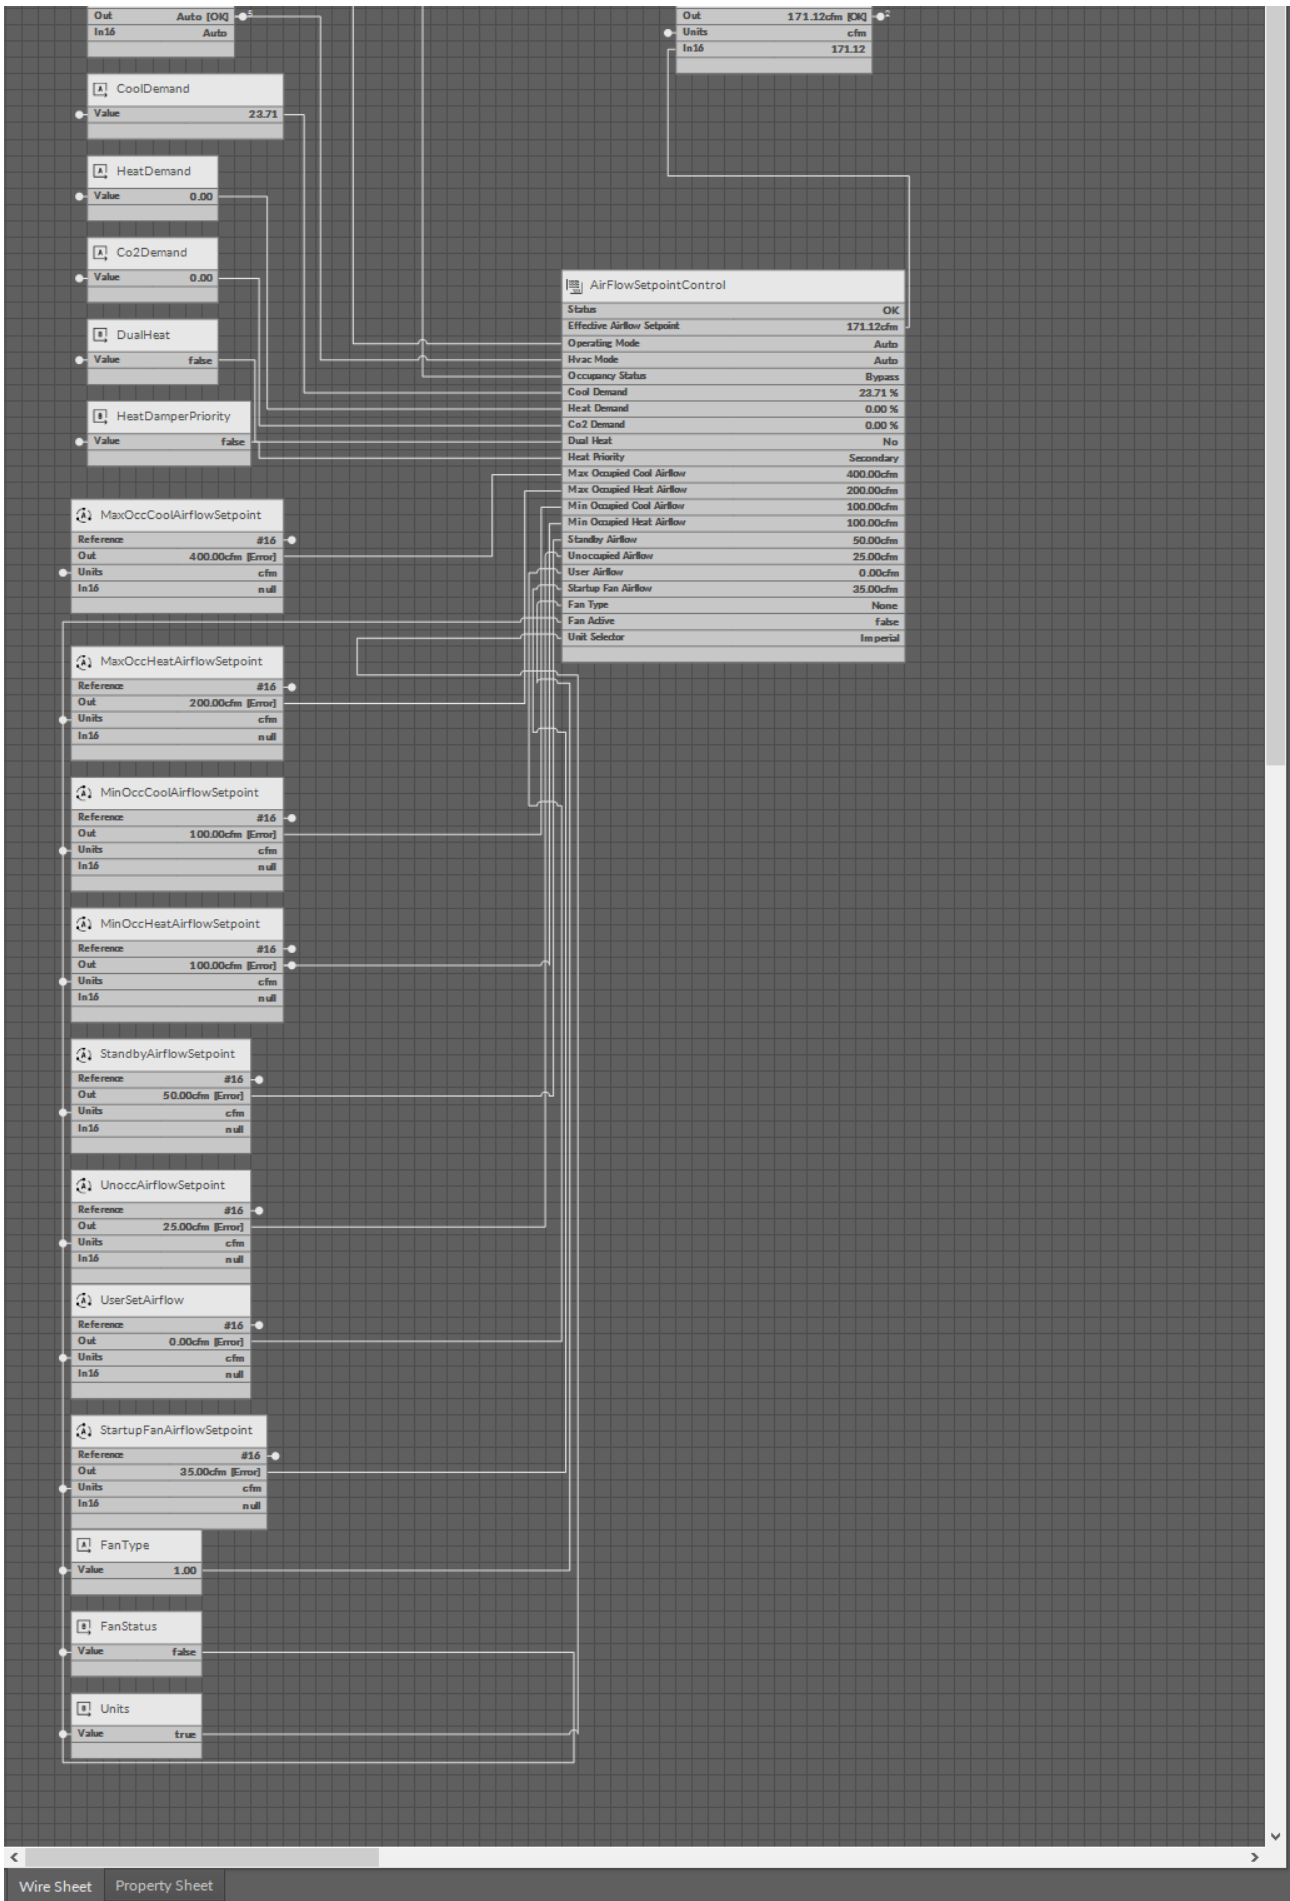 Out Auto [OK] 5
In16 Auto
Out 171.12cfm [OK] 2
Units cfm
In16 171.12
CoolDemand
Value 23.71
HeatDemand
Value 0.00
Co2Demand
Value 0.00
DualHeat
Value false
HeatDamperPriority
Value false
AirFlowSetpointControl
Status OK
Effective Airflow Setpoint 171.12cfm
Operating Mode Auto
Hvac Mode Auto
Occupancy Status Bypass
Cool Demand 23.71 %
Heat Demand 0.00 %
Co2 Demand 0.00 %
Dual Heat No
Heat Priority Secondary
Max Occupied Cool Airflow 400.00cfm
Max Occupied Heat Airflow 200.00cfm
Min Occupied Cool Airflow 100.00cfm
Min Occupied Heat Airflow 100.00cfm
Standby Airflow 50.00cfm
Unoccupied Airflow 25.00cfm
User Airflow 0.00cfm
Startup Fan Airflow 35.00cfm
Fan Type None
Fan Active false
Unit Selector Imperial
MaxOccCoolAirflowSetpoint
Reference #16
Out 400.00cfm [Error]
Units cfm
In16 null
MaxOccHeatAirflowSetpoint
Reference #16
Out 200.00cfm [Error]
Units cfm
In16 null
MinOccCoolAirflowSetpoint
Reference #16
Out 100.00cfm [Error]
Units cfm
In16 null
MinOccHeatAirflowSetpoint
Reference #16
Out 100.00cfm [Error]
Units cfm
In16 null
StandbyAirflowSetpoint
Reference #16
Out 50.00cfm [Error]
Units cfm
In16 null
UnoccAirflowSetpoint
Reference #16
Out 25.00cfm [Error]
Units cfm
In16 null
UserSetAirflow
Reference #16
Out 0.00cfm [Error]
Units cfm
In16 null
StartupFanAirflowSetpoint
Reference #16
Out 35.00cfm [Error]
Units cfm
In16 null
FanType
Value 1.00
FanStatus
Value false
Units
Value true
Wire Sheet Property Sheet